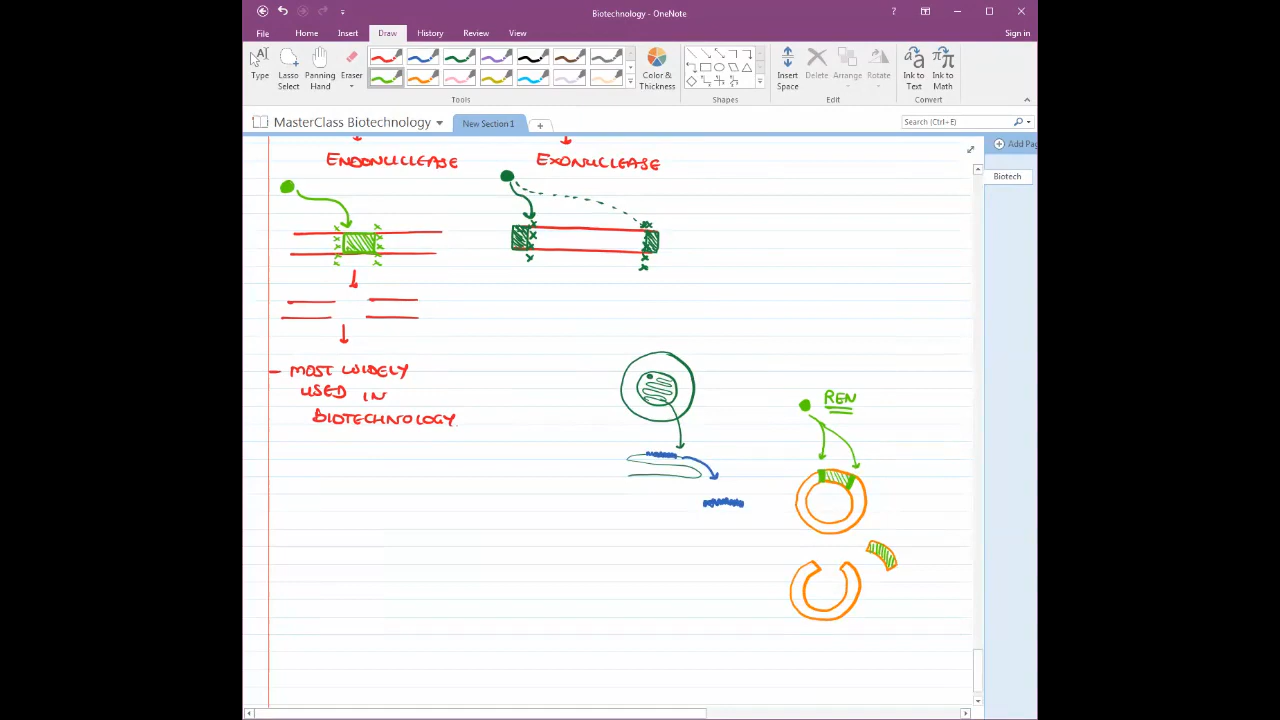 Biotechnology - OneNote
?
File
Home
Insert
Draw
History
Review
View
Sign in
Type
Lasso
Select
Panning
Hand
Eraser
Color &
Thickness
Insert
Space
Delete
Arrange
Rotate
Ink to
Text
Ink to
Math
Tools
Shapes
Edit
Convert
MasterClass Biotechnology
New Section 1
Search (Ctrl+E)
Add Pag
Biotech
ENDONUCLEASE
EXONUCLEASE
- MOST WIDELY
USED IN
BIOTECHNOLOGY.
REN